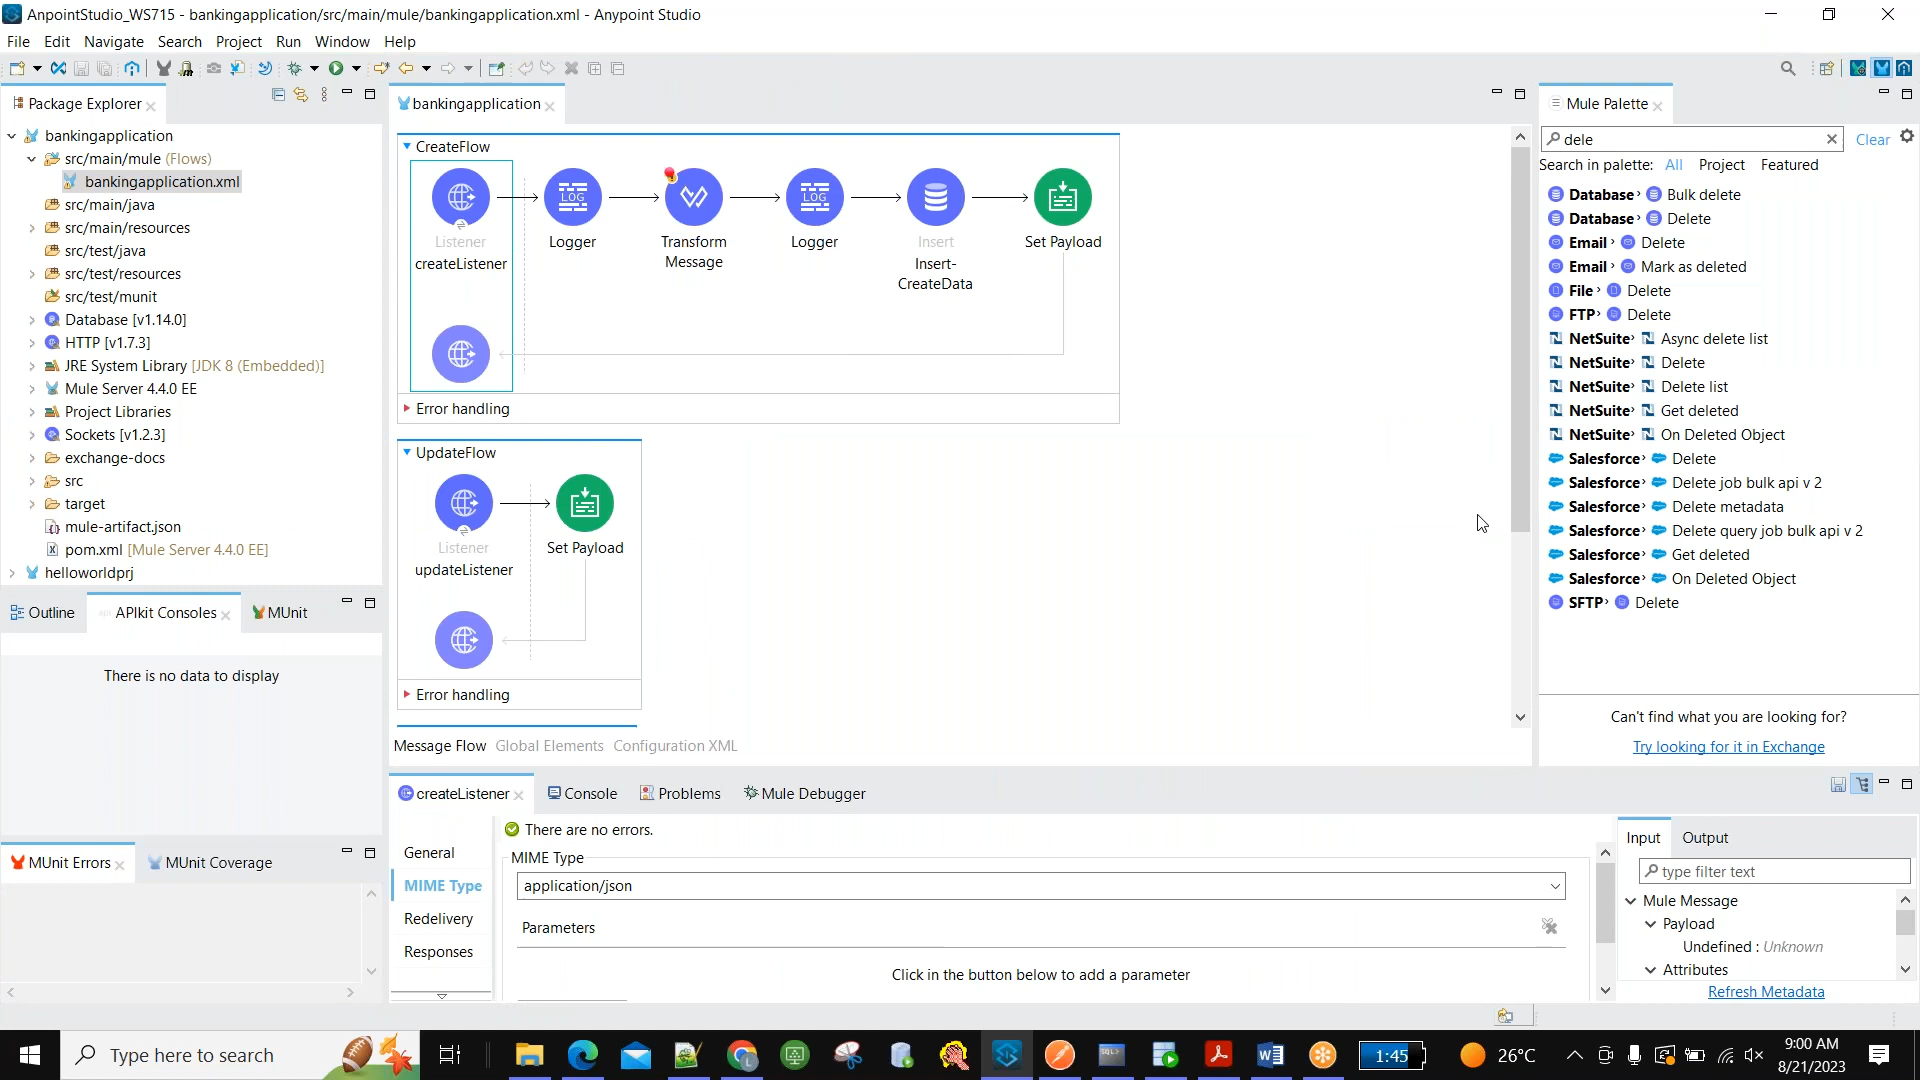 AnpointStudio_WS715 - bankingapplication/src/main/mule/bankingapplication.xml - Anypoint Studio
File Edit Navigate Search Project Run Window Help
Package Explorer
bankingapplication
src/main/mule (Flows)
bankingapplication.xml
src/main/java
src/main/resources
src/test/java
src/test/resources
src/test/munit
Database [v1.14.0]
HTTP [v1.7.3]
JRE System Library [JDK 8 (Embedded)]
Mule Server 4.4.0 EE
Project Libraries
Sockets [v1.2.3]
exchange-docs
src
target
mule-artifact.json
pom.xml [Mule Server 4.4.0 EE]
helloworldprj
Outline APIkit Consoles MUnit
There is no data to display
MUnit Errors MUnit Coverage
bankingapplication
CreateFlow
LOG LOG
Listener
createListener
Logger
Transform
Message
Logger
Insert
Insert-
CreateData
Set Payload
Error handling
UpdateFlow
Listener
updateListener
Set Payload
Error handling
Message Flow Global Elements Configuration XML
createListener Console Problems Mule Debugger
There are no errors.
General
MIME Type
Redelivery
Responses
MIME Type
application/json
Parameters
Click in the button below to add a parameter
Input Output
type filter text
Mule Message
Payload
Undefined : Unknown
Attributes
Refresh Metadata
Mule Palette
dele
Clear
Search in palette: All Project Featured
Database Bulk delete
Database Delete
Email Delete
Email Mark as deleted
File Delete
FTP Delete
NetSuite Async delete list
NetSuite Delete
NetSuite Delete list
NetSuite Get deleted
NetSuite On Deleted Object
Salesforce Delete
Salesforce Delete job bulk api v 2
Salesforce Delete metadata
Salesforce Delete query job bulk api v 2
Salesforce Get deleted
Salesforce On Deleted Object
SFTP Delete
Can't find what you are looking for?
Try looking for it in Exchange
Type here to search
1:45
26°C
9:00 AM
8/21/2023